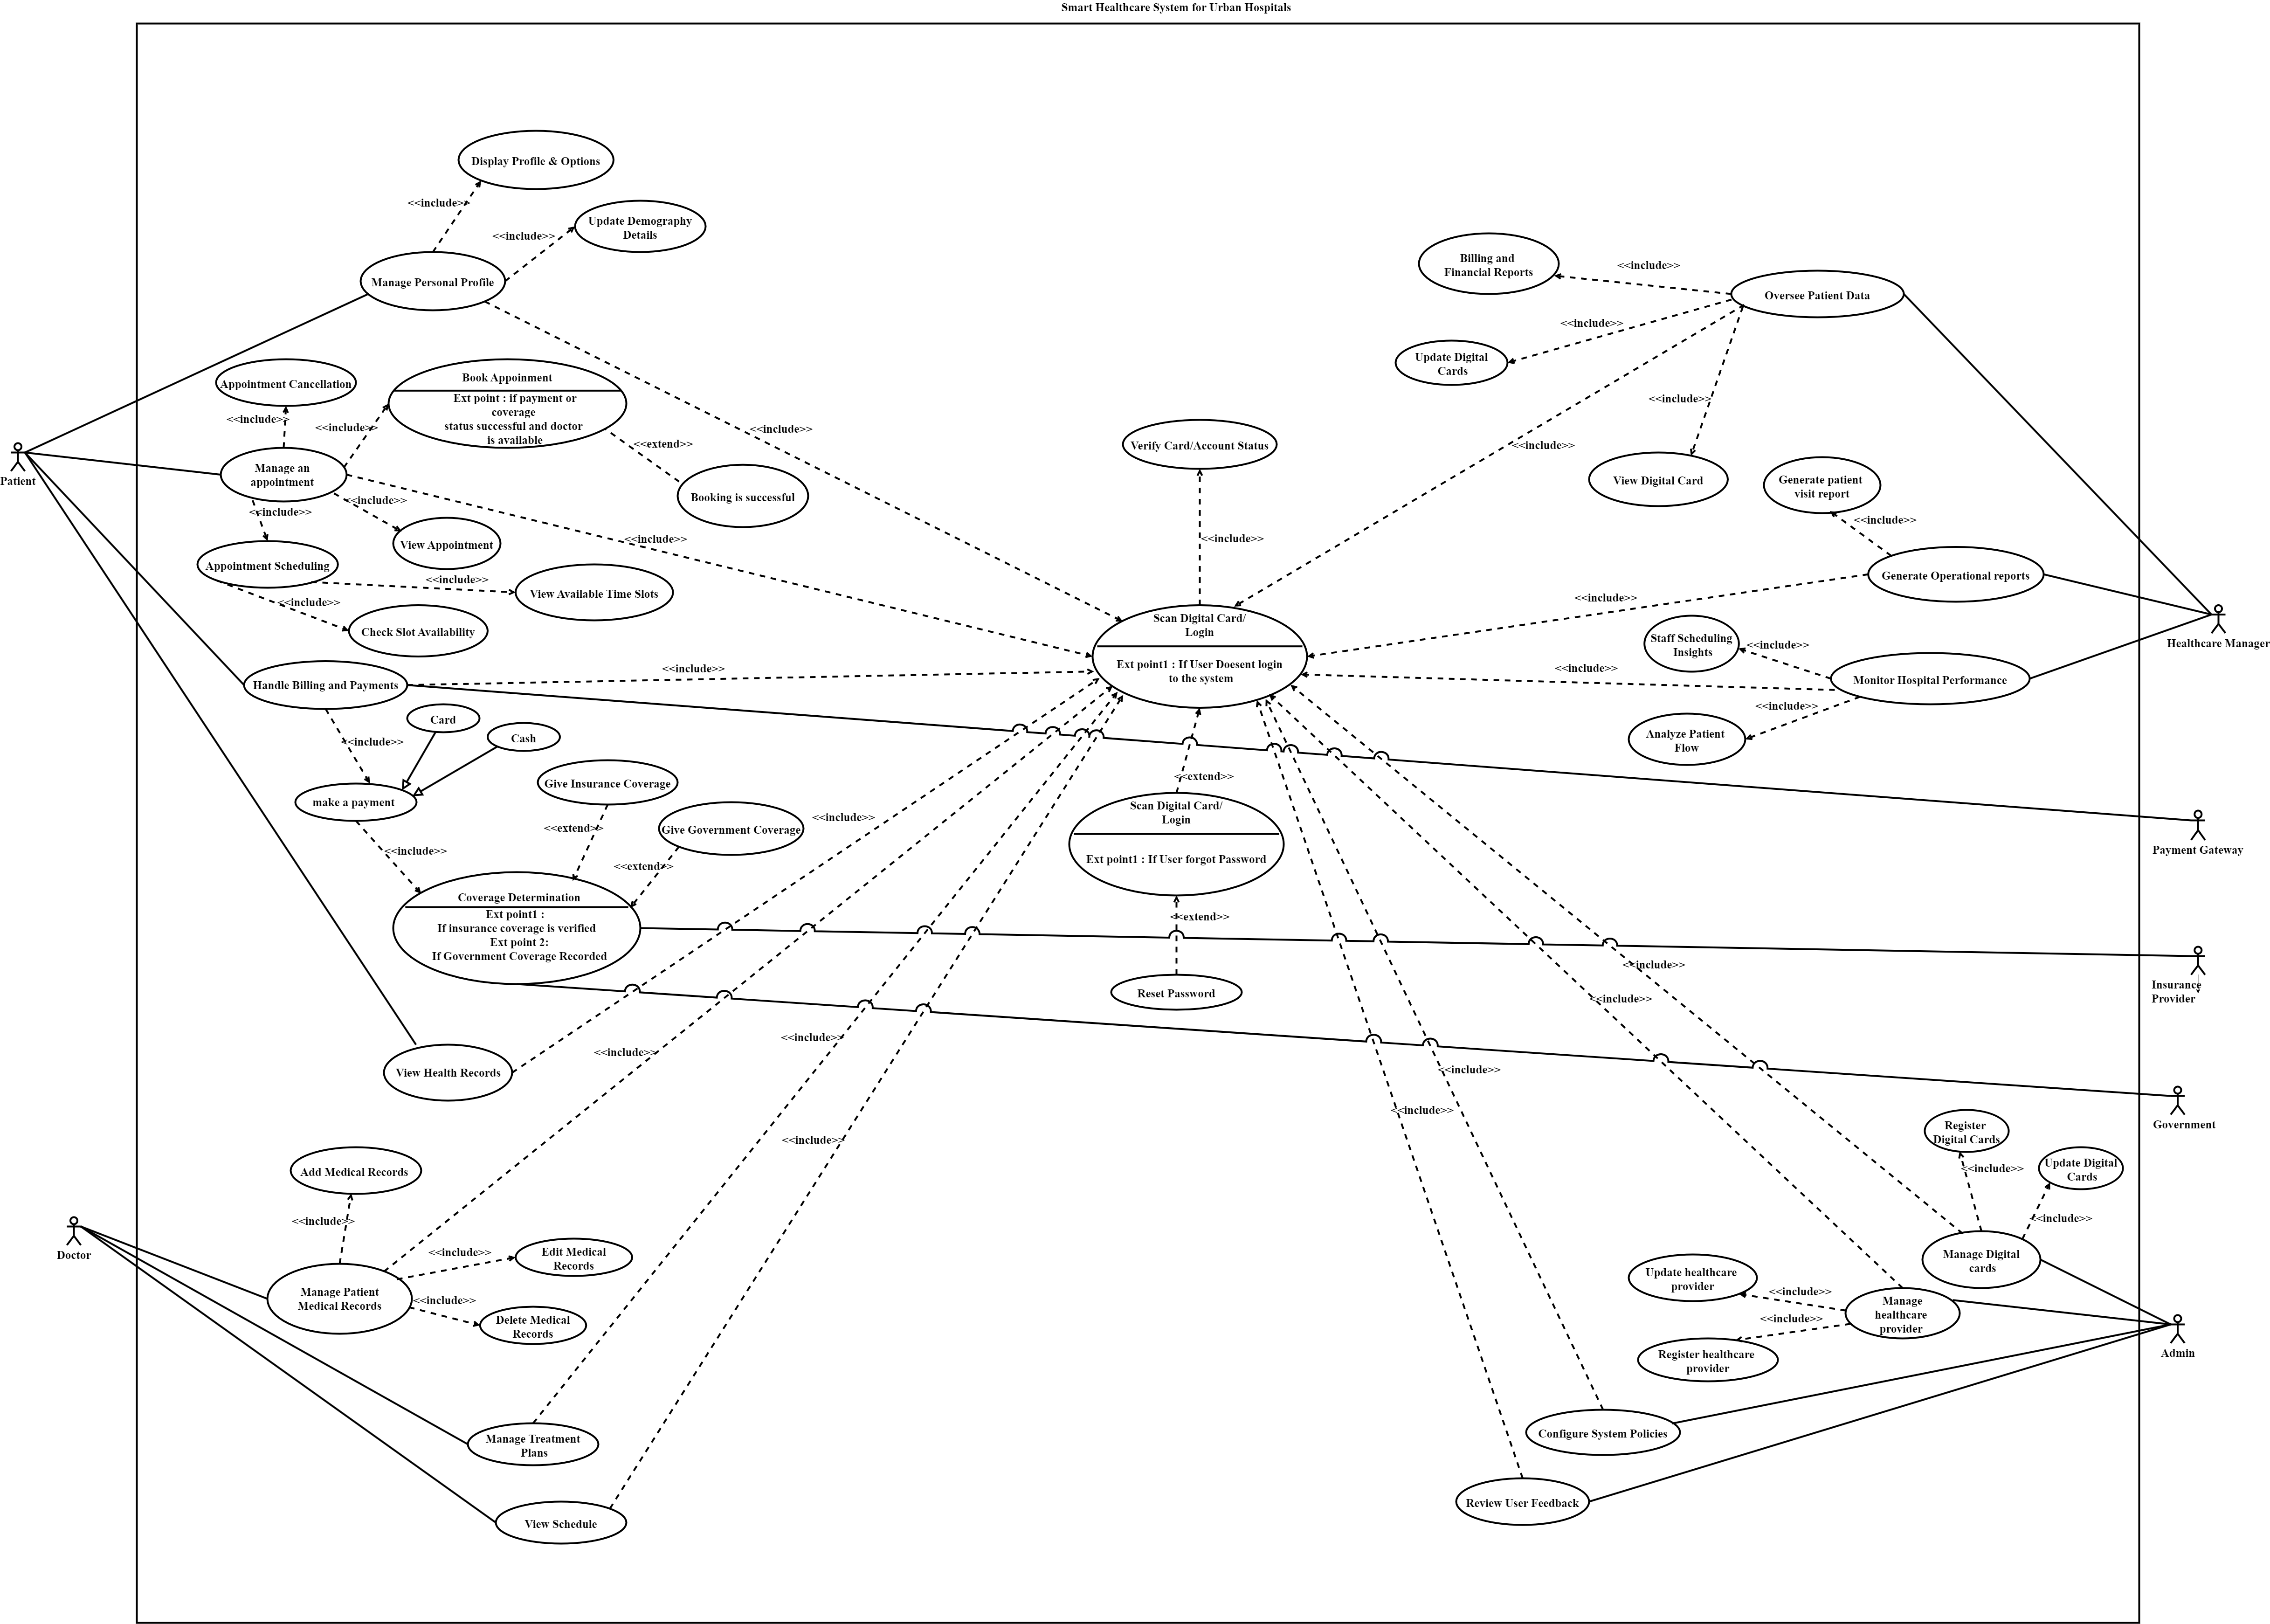 Smart Healthcare System for Urban Hospitals
Display Profile & Options
<<include>>
Update Demography
Details
<<include>>
Manage Personal Profile
Billing and
Financial Reports
<<include>>
Oversee Patient Data
<<include>>
Update Digital
Cards
<<include>>
View Digital Card
<<include>>
Appointment Cancellation
<<include>>
Book Appoinment
Ext point : if payment or
coverage
status successful and doctor
is available
<<include>>
<<extend>>
Booking is successful
<<include>>
Patient
Manage an
appointment
<<include>>
<<include>>
View Appointment
<<include>>
Appointment Scheduling
<<include>>
View Available Time Slots
<<include>>
Check Slot Availability
Verify Card/Account Status
<<include>>
Scan Digital Card/
Login
Ext point1 : If User Doesent login
to the system
Generate patient
visit report
<<include>>
Generate Operational reports
<<include>>
Staff Scheduling
Insights
<<include>>
Healthcare Manager
<<include>>
Monitor Hospital Performance
<<include>>
Analyze Patient
Flow
Handle Billing and Payments
<<include>>
Card
Cash
<<include>>
make a payment
<<include>>
Give Insurance Coverage
<<extend>>
Give Government Coverage
<<extend>>
<<include>>
<<extend>>
Scan Digital Card/
Login
Ext point1 : If User forgot Password
<<extend>>
Reset Password
Payment Gateway
Coverage Determination
Ext point1 :
If insurance coverage is verified
Ext point 2:
If Government Coverage Recorded
<<include>>
<<include>>
Insurance
Provider
View Health Records
<<include>>
<<include>>
<<include>>
<<include>>
<<include>>
Government
Register
Digital Cards
<<include>>
Update Digital
Cards
<<include>>
Add Medical Records
<<include>>
Doctor
<<include>>
Edit Medical
Records
Manage Patient
Medical Records
<<include>>
Delete Medical
Records
Manage Digital
cards
Update healthcare
provider
<<include>>
Manage
healthcare
provider
<<include>>
Register healthcare
provider
Admin
Manage Treatment
Plans
Configure System Policies
View Schedule
Review User Feedback